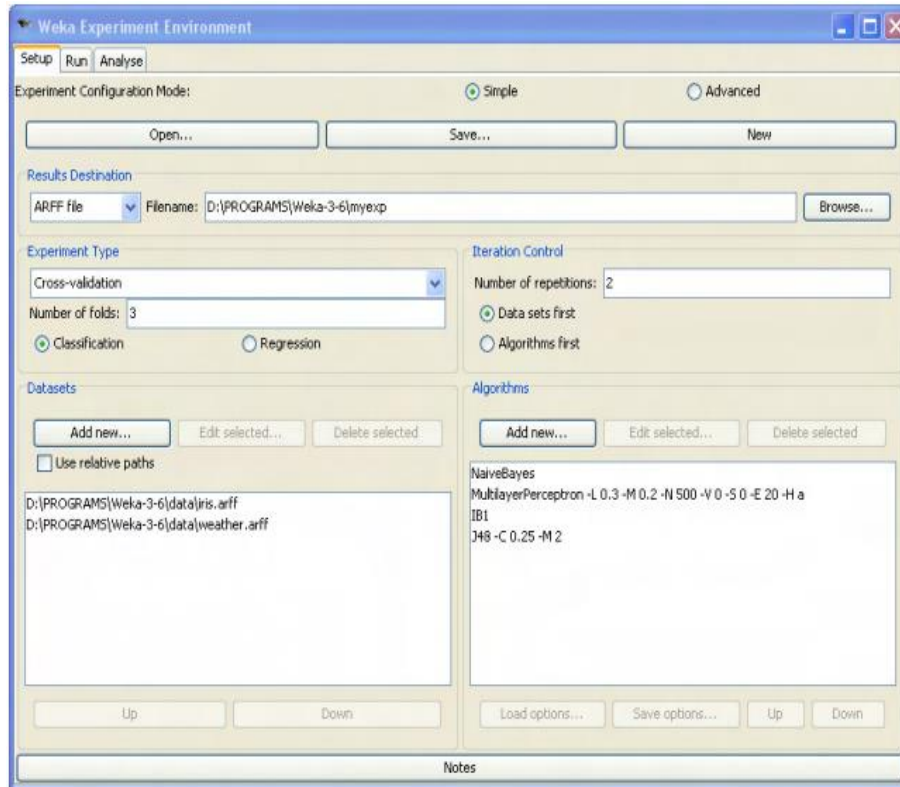 Weka Experiment Environment
Setup Run Analyse
Experiment Configuration Mode: Simple Advanced
Open... Save... New
Results Destination
ARFF file Filename: D:\PROGRAMS\Weka-3-6\myexp Browse...
Experiment Type
Cross-validation
Number of folds: 3
Classification Regression
Iteration Control
Number of repetitions: 2
Data sets first
Algorithms first
Datasets
Add new... Edit selected... Delete selected
Use relative paths
D:\PROGRAMS\Weka-3-6\data\iris.arff
D:\PROGRAMS\Weka-3-6\data\weather.arff
Up Down
Algorithms
Add new... Edit selected... Delete selected
NaiveBayes
MultilayerPerceptron -L 0.3 -M 0.2 -N 500 -V 0 -S 0 -E 20 -H a
IB1
J48 -C 0.25 -M 2
Load options... Save options... Up Down
Notes